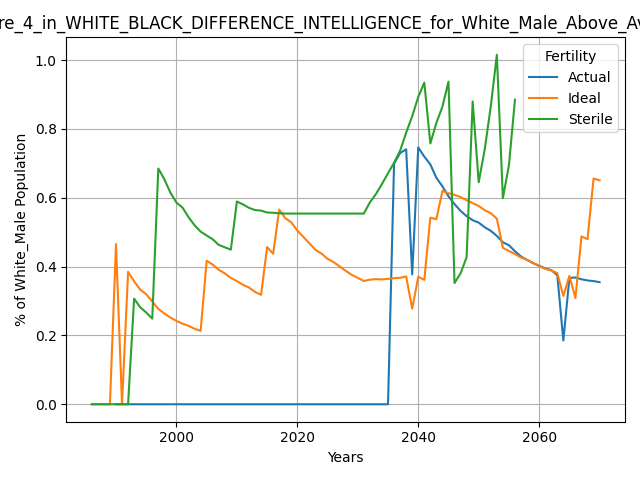 re_4_in_WHITE_BLACK_DIFFERENCE_INTELLIGENCE_for_White_Male_Above_Av
Fertility
Actual
Ideal
Sterile
% of White_Male Population
1.0
0.8
0.6
0.4
0.2
0.0
2000 2020 2040 2060
Years